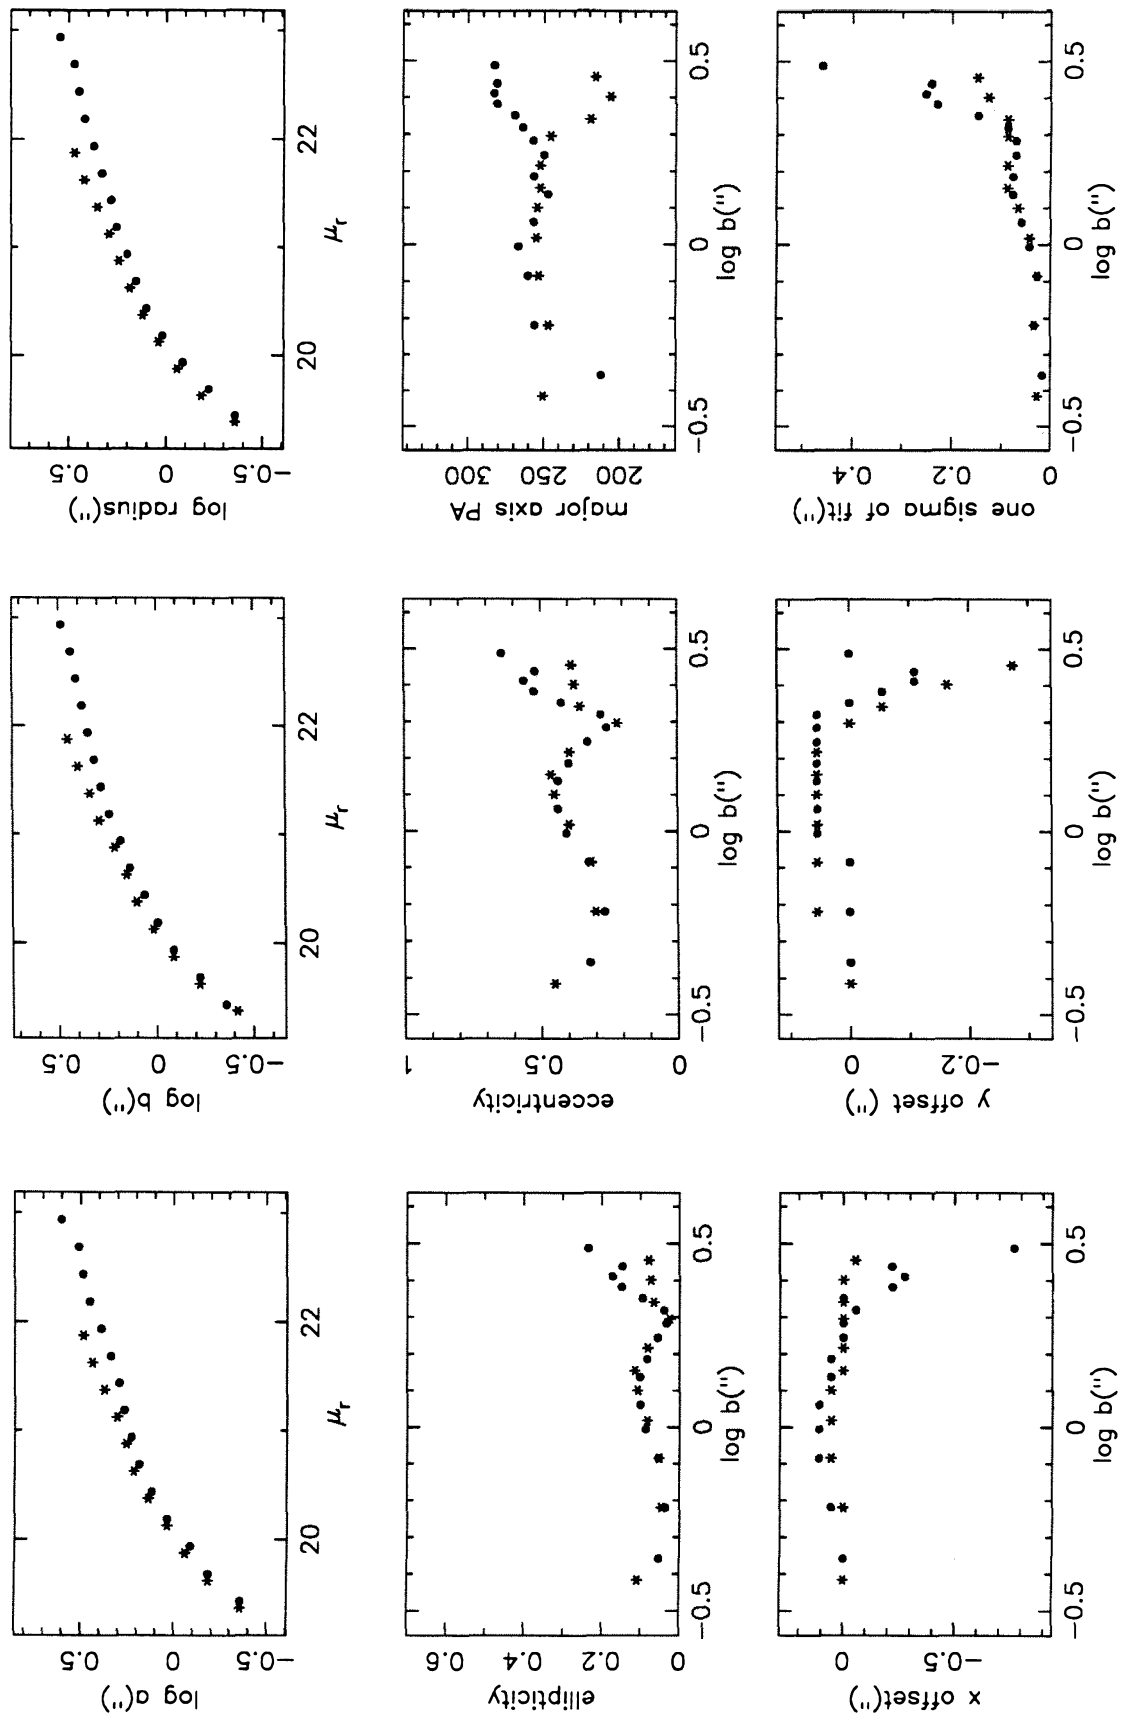 log radius(")
0.5
0
−0.5
20
22
μr
major axis PA
300
250
200
−0.5
0
0.5
log b(")
one sigma of fit(")
0.4
0.2
0
−0.5
0
0.5
log b(")
log b(")
0.5
0
−0.5
20
22
μr
eccentricity
1
0.5
0
−0.5
0
0.5
log b(")
y offset (")
0
−0.2
−0.5
0
0.5
log b(")
log a(")
0.5
0
−0.5
20
22
μr
ellipticity
0.6
0.4
0.2
0
−0.5
0
0.5
log b(")
x offset(")
0
−0.5
−0.5
0
0.5
log b(")